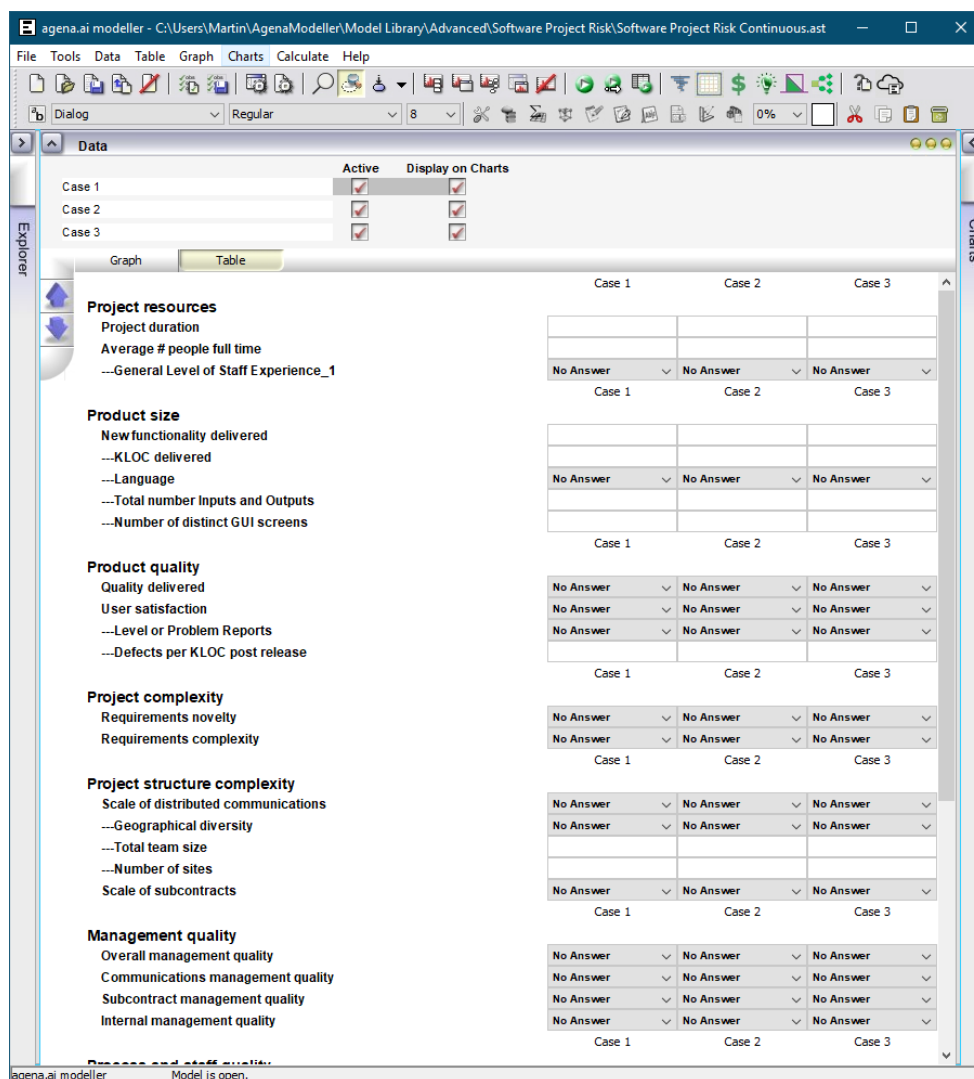 agena.ai modeller - C:\Users\Martin\AgenaModeller\Model Library\Advanced\Software Project Risk\Software Project Risk Continuous.ast
File Tools Data Table Graph Charts Calculate Help
Dialog Regular 8 0%
Data
Active Display on Charts
Case 1
Case 2
Case 3
Explorer
Charts
Graph Table
Case 1 Case 2 Case 3
Project resources
Project duration
Average # people full time
---General Level of Staff Experience_1 No Answer No Answer No Answer
Case 1 Case 2 Case 3
Product size
New functionality delivered
---KLOC delivered
---Language No Answer No Answer No Answer
---Total number Inputs and Outputs
---Number of distinct GUI screens
Case 1 Case 2 Case 3
Product quality
Quality delivered No Answer No Answer No Answer
User satisfaction No Answer No Answer No Answer
---Level or Problem Reports No Answer No Answer No Answer
---Defects per KLOC post release
Case 1 Case 2 Case 3
Project complexity
Requirements novelty No Answer No Answer No Answer
Requirements complexity No Answer No Answer No Answer
Case 1 Case 2 Case 3
Project structure complexity
Scale of distributed communications No Answer No Answer No Answer
---Geographical diversity No Answer No Answer No Answer
---Total team size
---Number of sites
Scale of subcontracts No Answer No Answer No Answer
Case 1 Case 2 Case 3
Management quality
Overall management quality No Answer No Answer No Answer
Communications management quality No Answer No Answer No Answer
Subcontract management quality No Answer No Answer No Answer
Internal management quality No Answer No Answer No Answer
Case 1 Case 2 Case 3
Process and staff quality
agena.ai modeller Model is open.